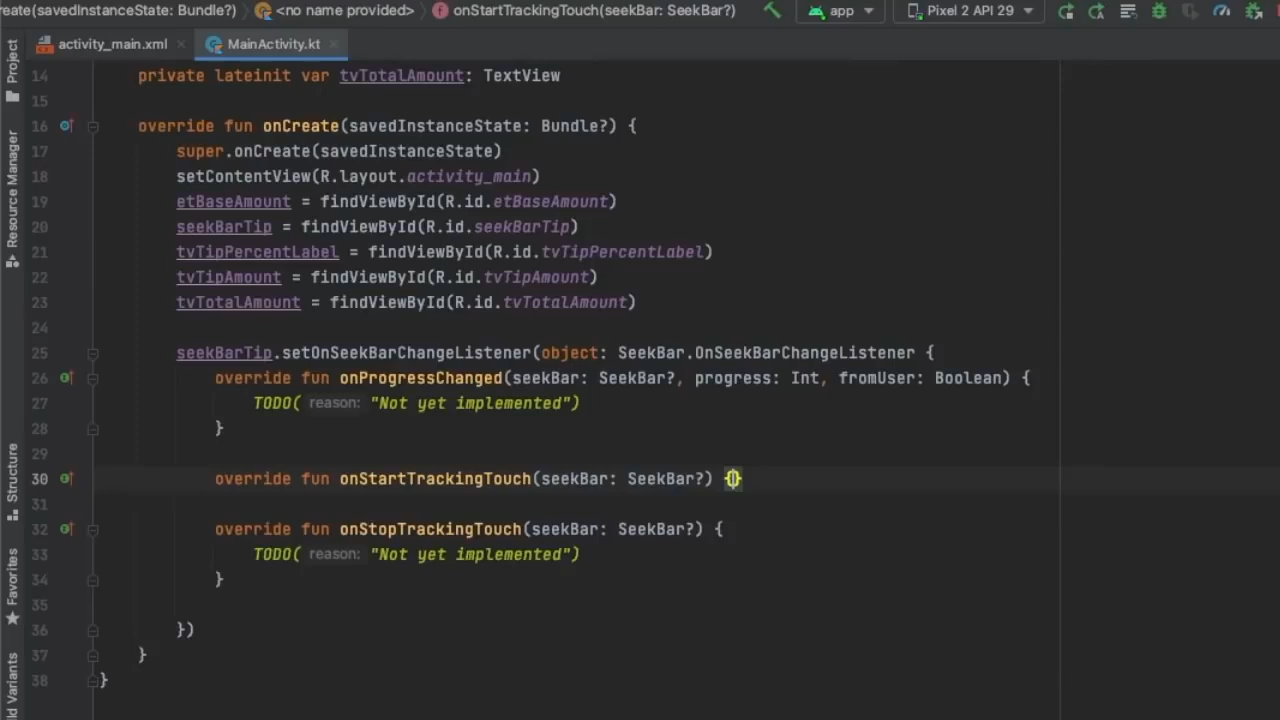 reate(savedInstanceState: Bundle?) <no name provided> onStartTrackingTouch(seekBar: SeekBar?) app Pixel 2 API 29
activity_main.xml MainActivity.kt
Project
Resource Manager
Structure
Favorites
ld Variants
14 private lateinit var tvTotalAmount: TextView
15
16 override fun onCreate(savedInstanceState: Bundle?) {
17 super.onCreate(savedInstanceState)
18 setContentView(R.layout.activity_main)
19 etBaseAmount = findViewById(R.id.etBaseAmount)
20 seekBarTip = findViewById(R.id.seekBarTip)
21 tvTipPercentLabel = findViewById(R.id.tvTipPercentLabel)
22 tvTipAmount = findViewById(R.id.tvTipAmount)
23 tvTotalAmount = findViewById(R.id.tvTotalAmount)
24
25 seekBarTip.setOnSeekBarChangeListener(object: SeekBar.OnSeekBarChangeListener {
26 override fun onProgressChanged(seekBar: SeekBar?, progress: Int, fromUser: Boolean) {
27 TODO( reason: "Not yet implemented")
28 }
29
30 override fun onStartTrackingTouch(seekBar: SeekBar?) {}
31
32 override fun onStopTrackingTouch(seekBar: SeekBar?) {
33 TODO( reason: "Not yet implemented")
34 }
35
36 })
37 }
38 }